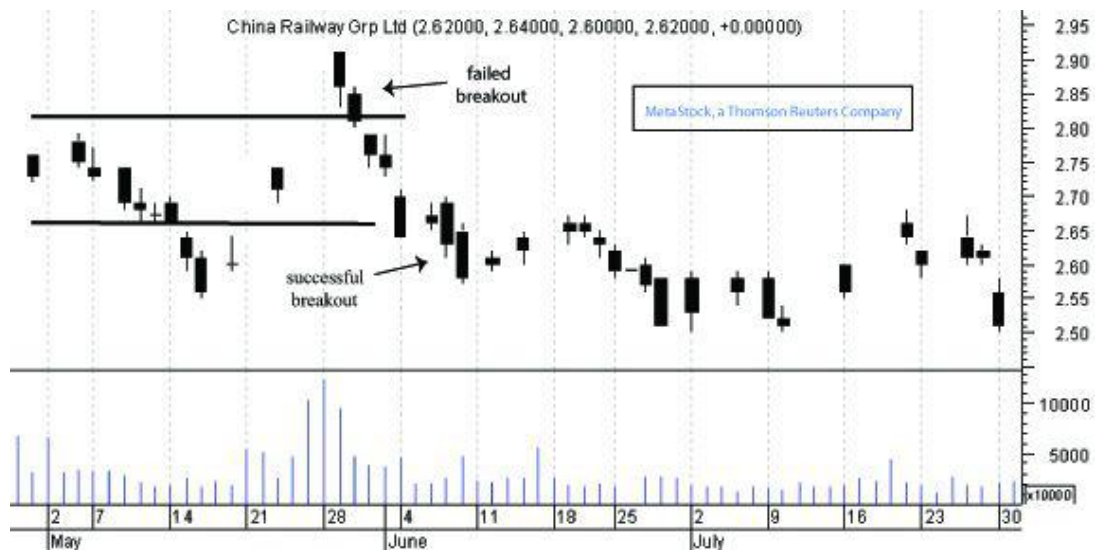 China Railway Grp Ltd (2.62000, 2.64000, 2.60000, 2.62000, +0.00000)
failed
breakout
MetaStock, a Thomson Reuters Company
successful
breakout
2.95
2.90
2.85
2.80
2.75
2.70
2.65
2.60
2.55
2.50
10000
5000
x10000
2 7 14 21 28 4 11 18 25 2 9 16 23 30
May June July